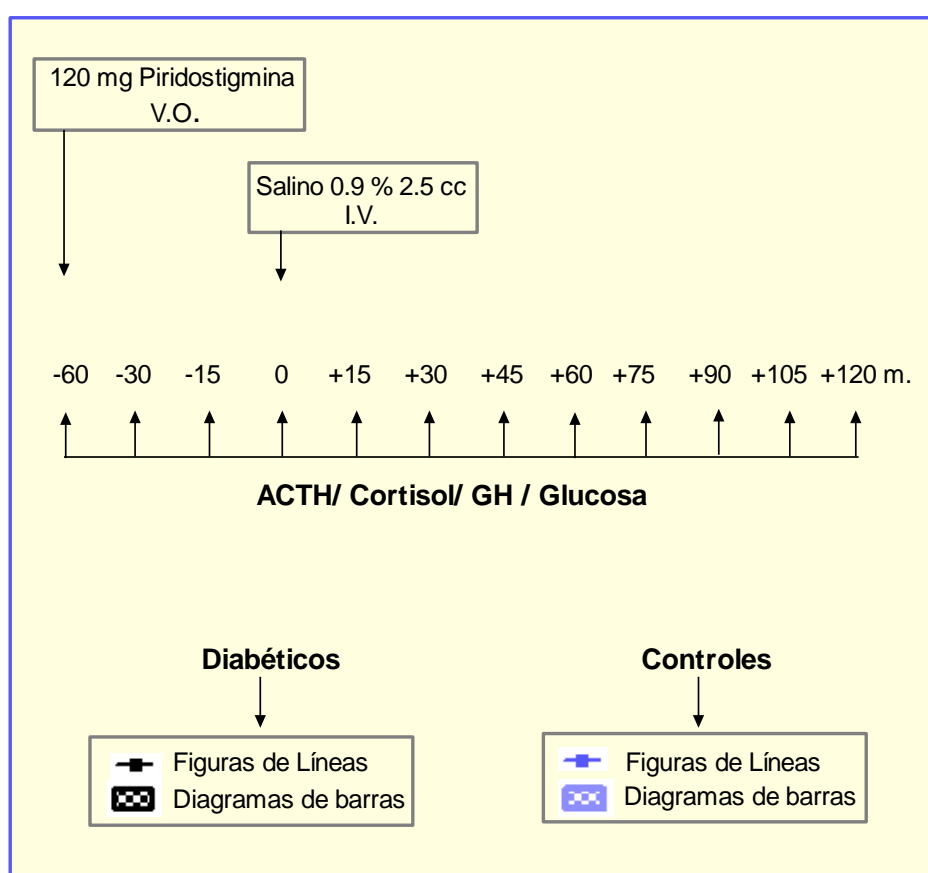 120 mg Piridostigmina
V.O.
Salino 0.9 % 2.5 cc
I.V.
-60 -30 -15 0 +15 +30 +45 +60 +75 +90 +105 +120 m.
ACTH/ Cortisol/ GH / Glucosa
Diabéticos
Figuras de Líneas
Diagramas de barras
Controles
Figuras de Líneas
Diagramas de barras